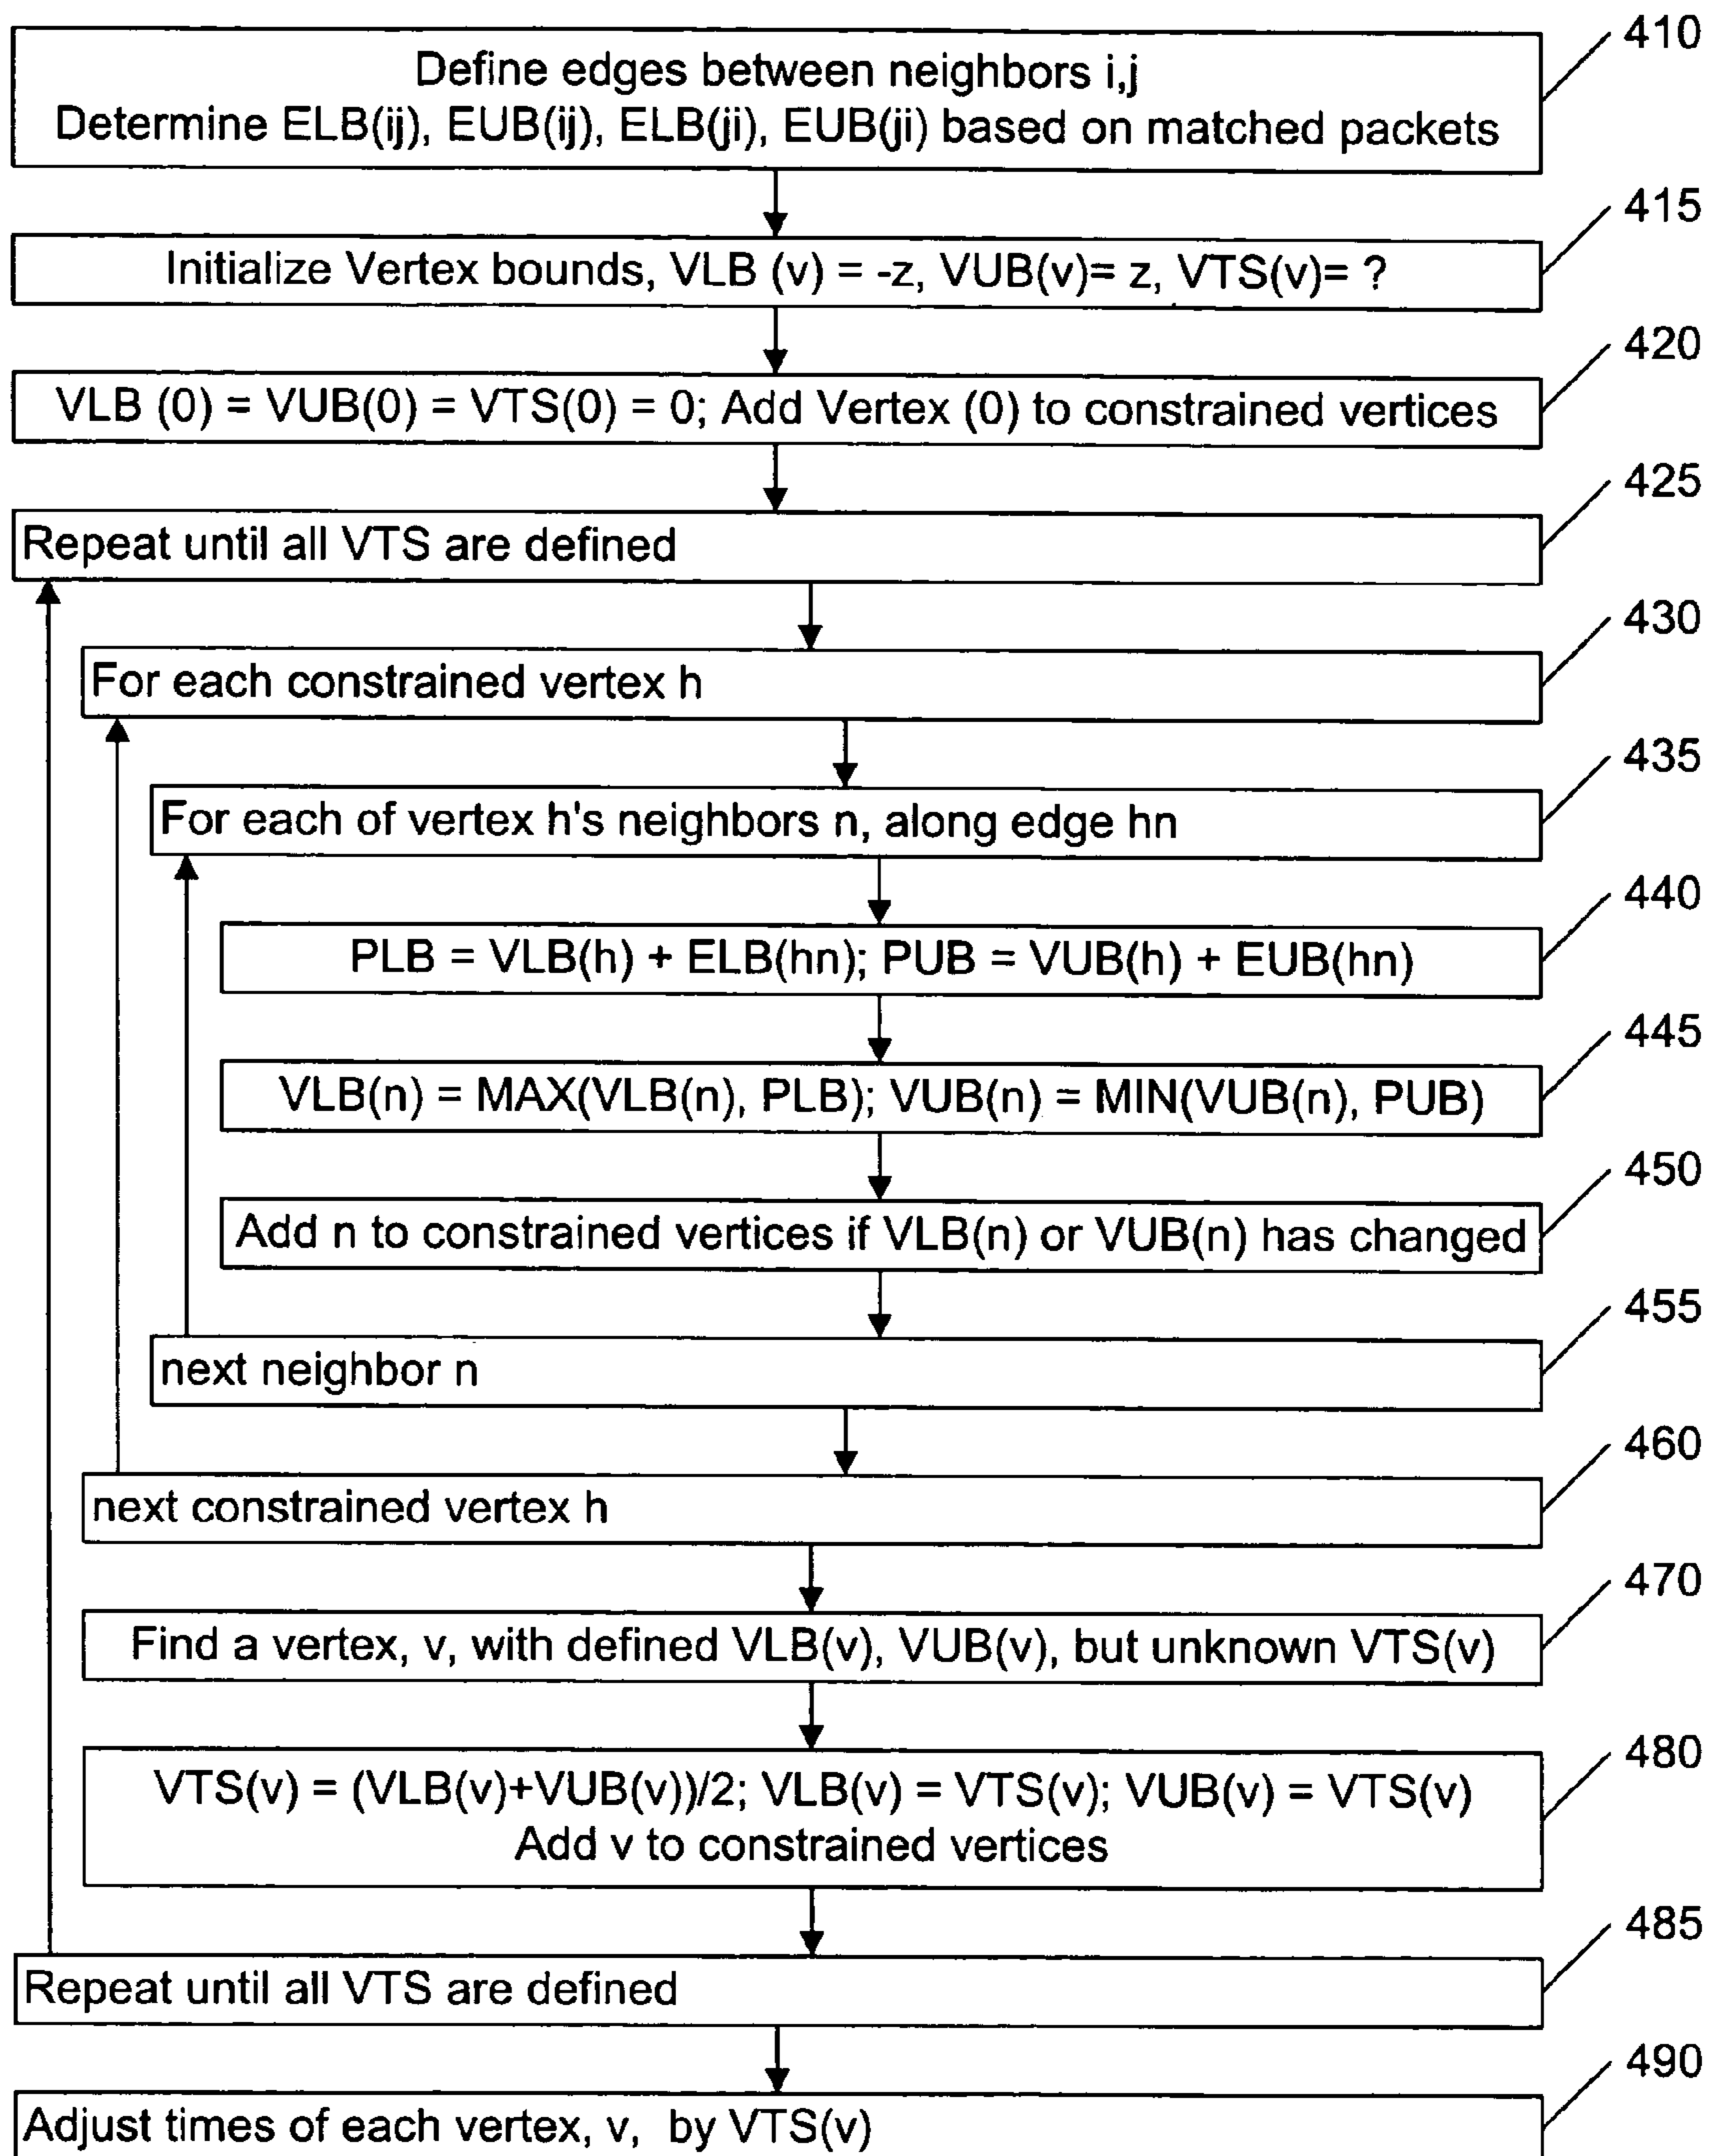 410
Define edges between neighbors i,j
Determine ELB(ij), EUB(ij), ELB(ji), EUB(ji) based on matched packets
415
Initialize Vertex bounds, VLB (v) = -z, VUB(v)= z, VTS(v)= ?
420
VLB (0) = VUB(0) = VTS(0) = 0; Add Vertex (0) to constrained vertices
425
Repeat until all VTS are defined
430
For each constrained vertex h
435
For each of vertex h's neighbors n, along edge hn
440
PLB = VLB(h) + ELB(hn); PUB = VUB(h) + EUB(hn)
445
VLB(n) = MAX(VLB(n), PLB); VUB(n) = MIN(VUB(n), PUB)
450
Add n to constrained vertices if VLB(n) or VUB(n) has changed
455
next neighbor n
460
next constrained vertex h
470
Find a vertex, v, with defined VLB(v), VUB(v), but unknown VTS(v)
480
VTS(v) = (VLB(v)+VUB(v))/2; VLB(v) = VTS(v); VUB(v) = VTS(v)
Add v to constrained vertices
485
Repeat until all VTS are defined
490
Adjust times of each vertex, v, by VTS(v)